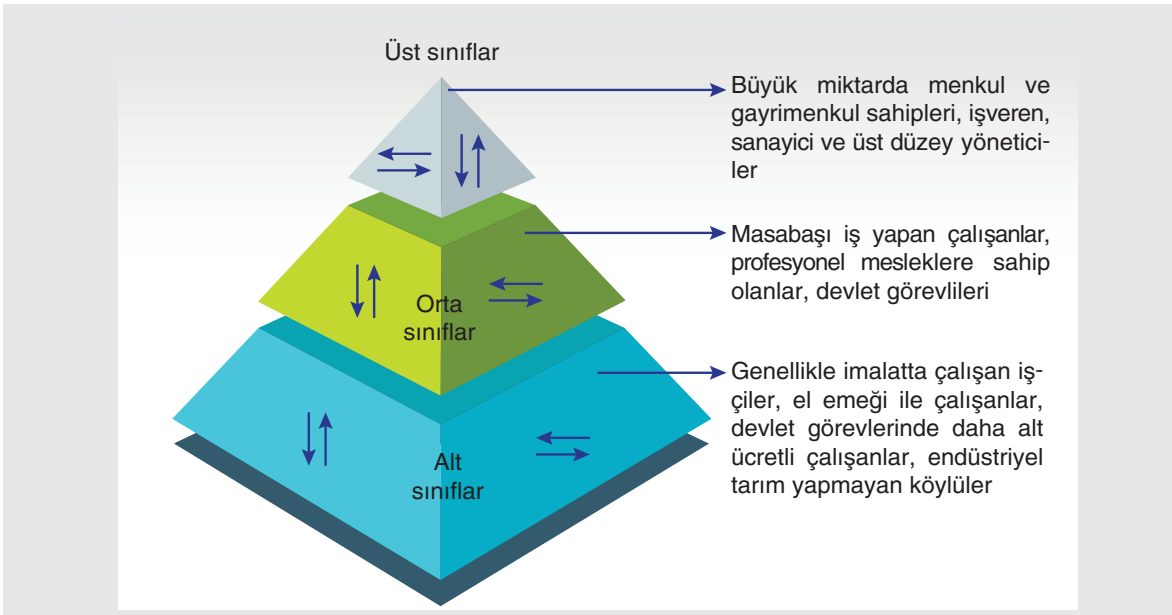 Üst sınıflar
Büyük miktarda menkul ve
gayrimenkul sahipleri, işveren,
sanayici ve üst düzey yönetici-
ler
Masabaşı iş yapan çalışanlar,
profesyonel mesleklere sahip
olanlar, devlet görevlileri
Orta
sınıflar
Genellikle imalatta çalışan iş-
çiler, el emeği ile çalışanlar,
devlet görevlerinde daha alt
ücretli çalışanlar, endüstriyel
tarım yapmayan köylüler
Alt
sınıflar